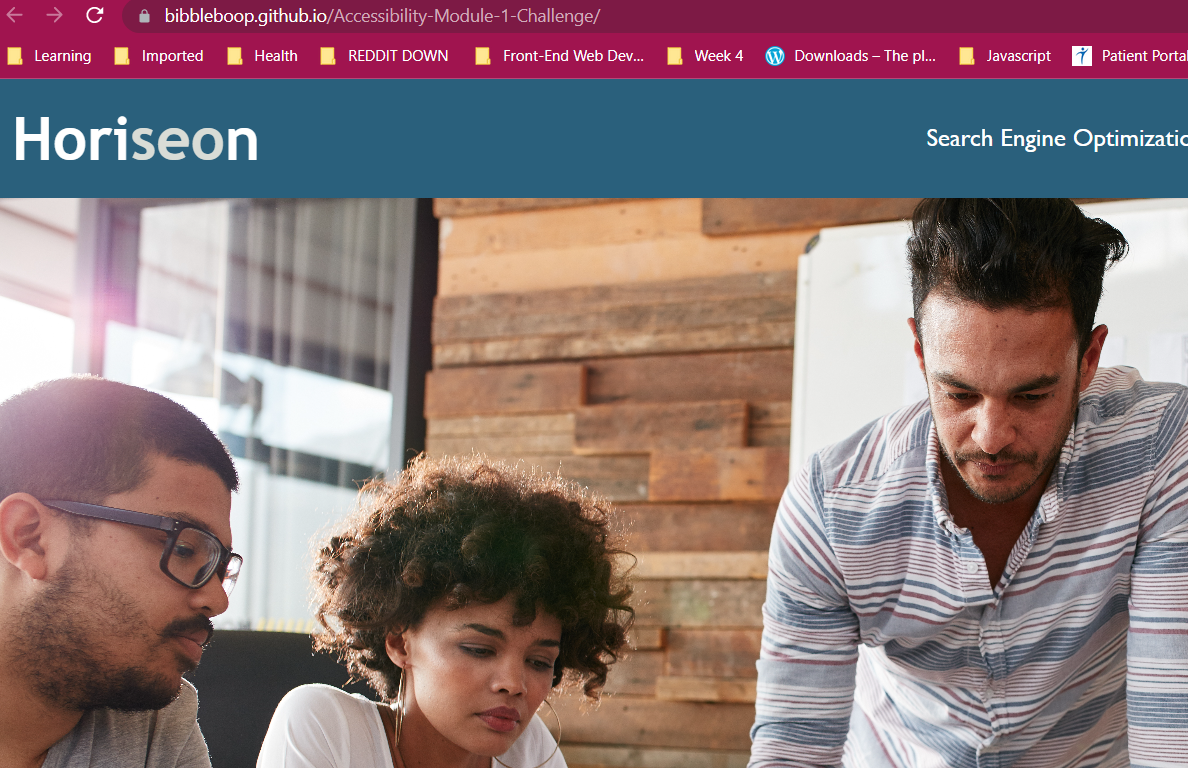 bibbleboop.github.io/Accessibility-Module-1-Challenge/
Learning Imported Health REDDIT DOWN Front-End Web Dev... Week 4 Downloads – The pl... Javascript Patient Portal
Horiseon Search Engine Optimizatio